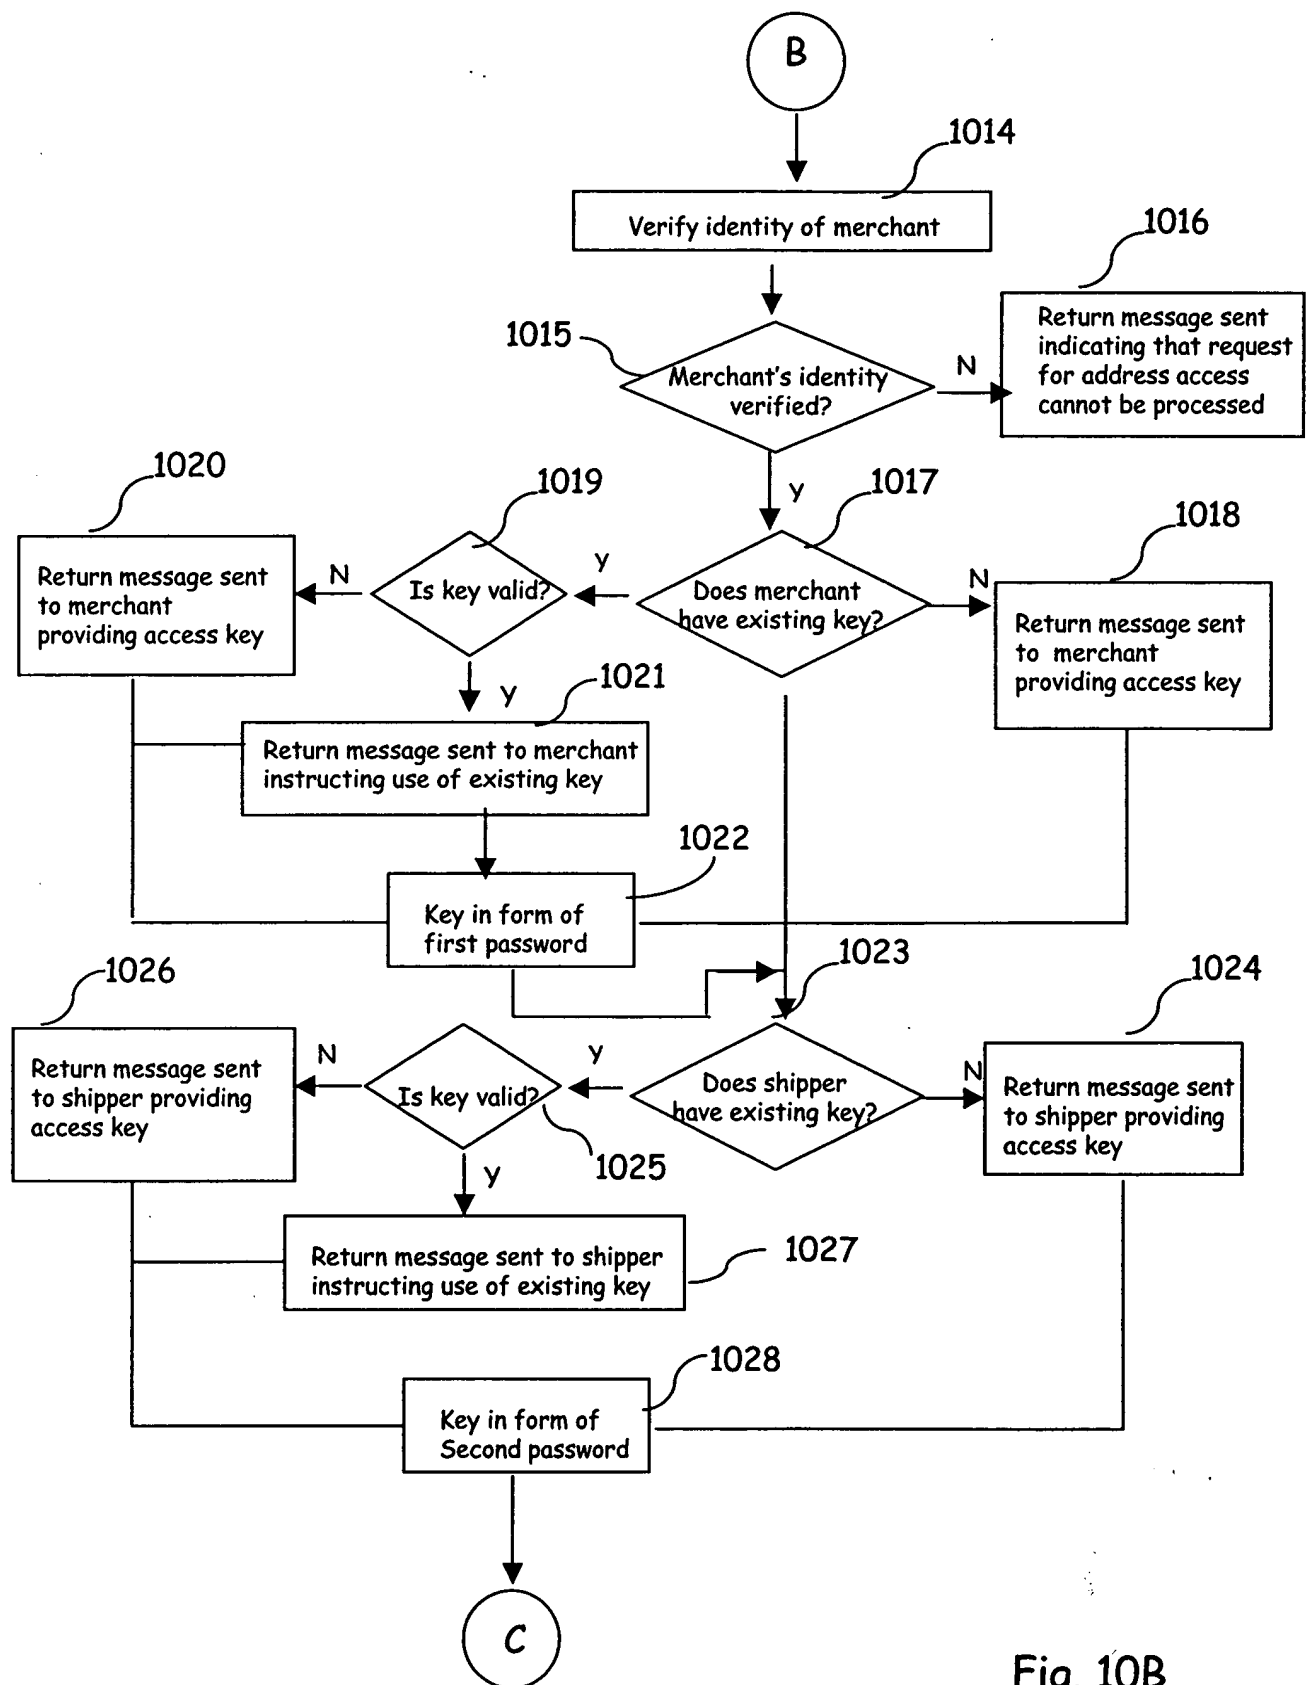 B
1014
Verify identity of merchant
1016
Return message sent
indicating that request
for address access
cannot be processed
1015
Merchant's identity
verified?
N
Y
1020
1019
1017
1018
Return message sent
to merchant
providing access key
N
Is key valid?
Y
Does merchant
have existing key?
N
Return message sent
to merchant
providing access key
Y
1021
Return message sent to merchant
instructing use of existing key
1022
Key in form of
first password
1026
1023
1024
Return message sent
to shipper providing
access key
N
Is key valid?
Y
Does shipper
have existing key?
N
Return message sent
to shipper providing
access key
1025
Y
Return message sent to shipper
instructing use of existing key
1027
1028
Key in form of
Second password
C
Fig. 10B